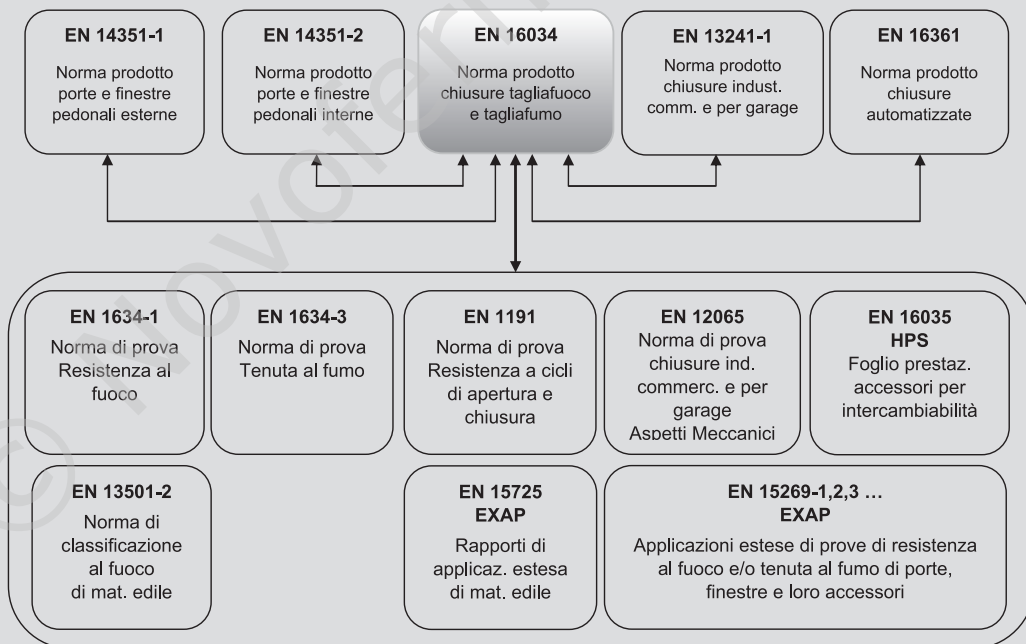 EN 14351-1
Norma prodotto
porte e finestre
pedonali esterne
EN 14351-2
Norma prodotto
porte e finestre
pedonali interne
EN 16034
Norma prodotto
chiusure tagliafuoco
e tagliafumo
EN 13241-1
Norma prodotto
chiusure indust.
comm. e per garage
EN 16361
Norma prodotto
chiusure
automatizzate
EN 1634-1
Norma di prova
Resistenza al
fuoco
EN 1634-3
Norma di prova
Tenuta al fumo
EN 1191
Norma di prova
Resistenza a cicli
di apertura e
chiusura
EN 12065
Norma di prova
chiusure ind.
commerc. e per
garage
Aspetti Meccanici
EN 16035
HPS
Foglio prestaz.
accessori per
intercambiabilità
EN 13501-2
Norma di
classificazione
al fuoco
di mat. edile
EN 15725
EXAP
Rapporti di
applicaz. estesa
di mat. edile
EN 15269-1,2,3 ...
EXAP
Applicazioni estese di prove di resistenza
al fuoco e/o tenuta al fumo di porte,
finestre e loro accessori